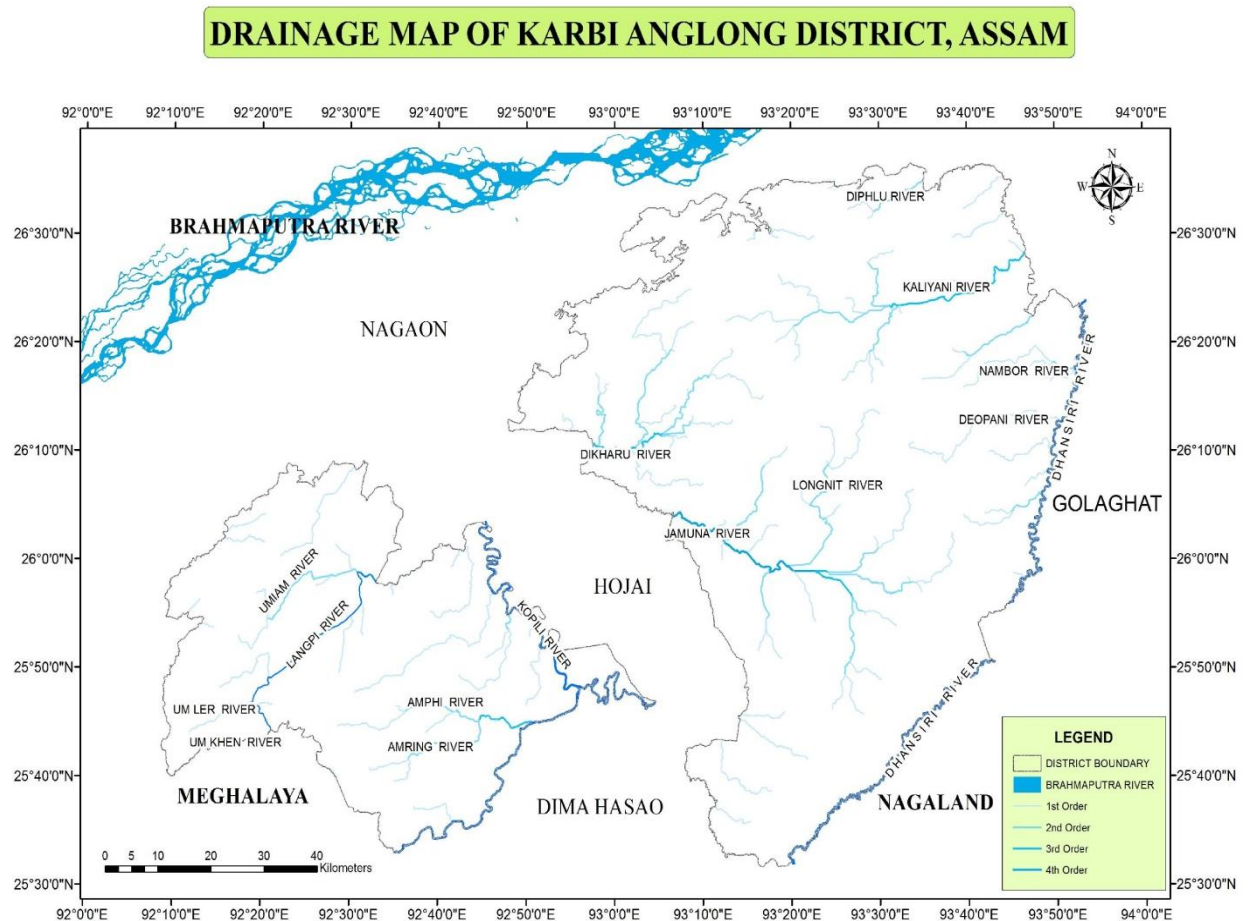 DRAINAGE MAP OF KARBI ANGLONG DISTRICT, ASSAM
92°0'0"E 92°10'0"E 92°20'0"E 92°30'0"E 92°40'0"E 92°50'0"E 93°0'0"E 93°10'0"E 93°20'0"E 93°30'0"E 93°40'0"E 93°50'0"E 94°0'0"E
N
W E
S
DIPHLU RIVER
BRAHMAPUTRA RIVER
26°30'0"N 26°30'0"N
KALIYANI RIVER
NAGAON
26°20'0"N 26°20'0"N
NAMBOR RIVER
DHANSIRI RIVER
DEOPANI RIVER
26°10'0"N 26°10'0"N
DIKHARU RIVER
LONGNIT RIVER
GOLAGHAT
JAMUNA RIVER
26°0'0"N 26°0'0"N
UMIAM RIVER
HOJAI
LANGPI RIVER
KOPILI RIVER
25°50'0"N 25°50'0"N
UM LER RIVER
AMPHI RIVER
DHANSIRI RIVER
UM KHEN RIVER
AMRING RIVER
25°40'0"N 25°40'0"N
MEGHALAYA
DIMA HASAO
NAGALAND
LEGEND
DISTRICT BOUNDARY
BRAHMAPUTRA RIVER
1st Order
2nd Order
3rd Order
4th Order
0 5 10 20 30 40
Kilometers
25°30'0"N 25°30'0"N
92°0'0"E 92°10'0"E 92°20'0"E 92°30'0"E 92°40'0"E 92°50'0"E 93°0'0"E 93°10'0"E 93°20'0"E 93°30'0"E 93°40'0"E 93°50'0"E 94°0'0"E